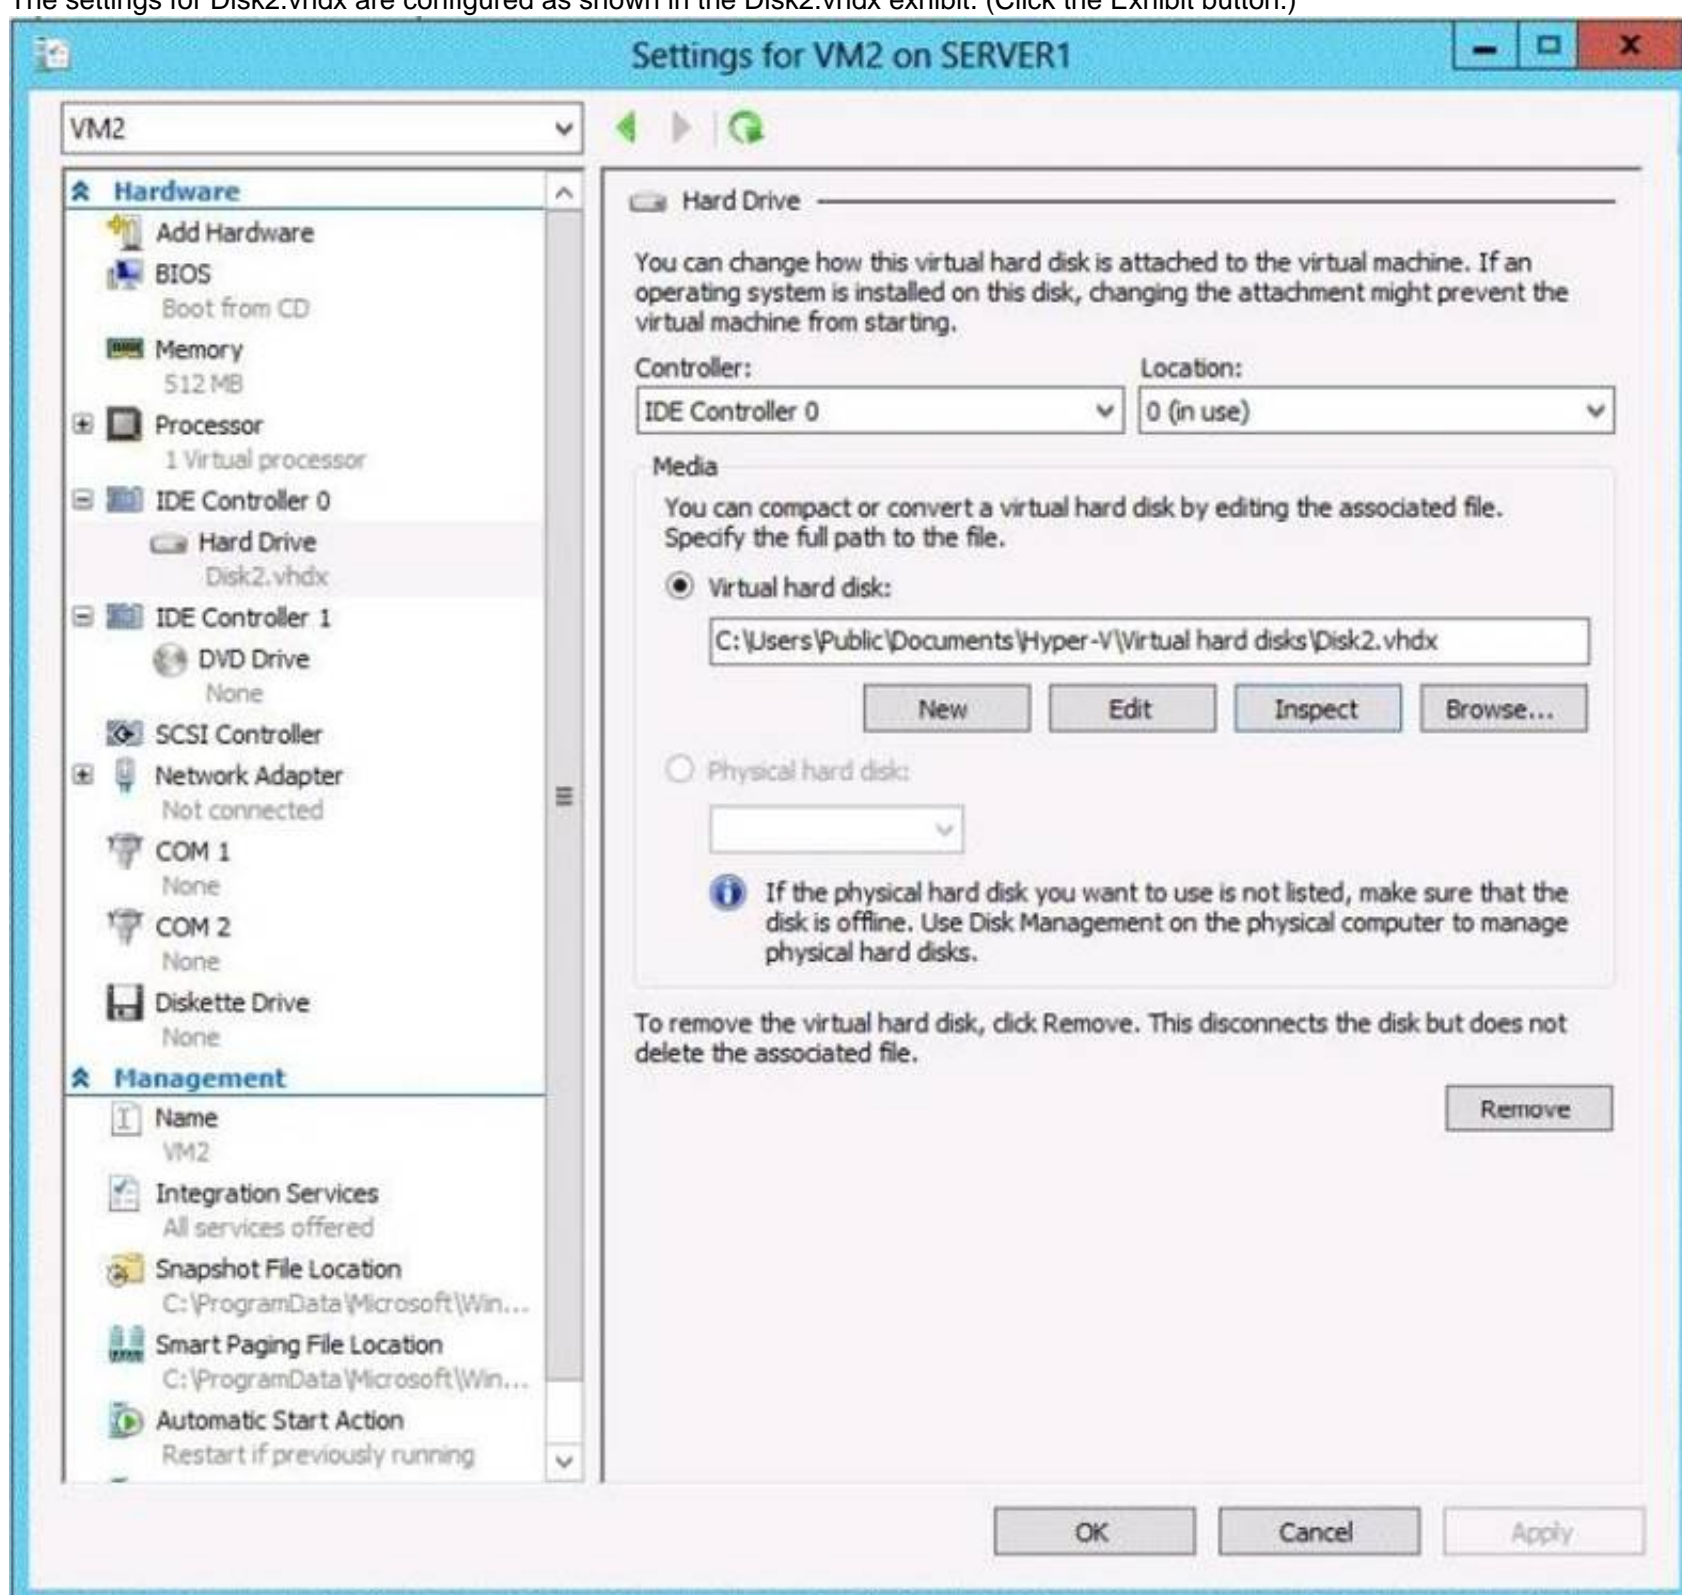 The settings for Disk2.vhdx are configured as shown in the Disk2.vhdx exhibit. (Click the Exhibit button.)
Settings for VM2 on SERVER1
VM2
Hardware
Add Hardware
BIOS
Boot from CD
Memory
512 MB
Processor
1 Virtual processor
IDE Controller 0
Hard Drive
Disk2.vhdx
IDE Controller 1
DVD Drive
None
SCSI Controller
Network Adapter
Not connected
COM 1
None
COM 2
None
Diskette Drive
None
Management
Name
VM2
Integration Services
All services offered
Snapshot File Location
C:\ProgramData\Microsoft\Win...
Smart Paging File Location
C:\ProgramData\Microsoft\Win...
Automatic Start Action
Restart if previously running
Hard Drive
You can change how this virtual hard disk is attached to the virtual machine. If an
operating system is installed on this disk, changing the attachment might prevent the
virtual machine from starting.
Controller: Location:
IDE Controller 0 0 (in use)
Media
You can compact or convert a virtual hard disk by editing the associated file.
Specify the full path to the file.
Virtual hard disk:
C:\Users\Public\Documents\Hyper-V\Virtual hard disks\Disk2.vhdx
New Edit Inspect Browse...
Physical hard disk:
If the physical hard disk you want to use is not listed, make sure that the
disk is offline. Use Disk Management on the physical computer to manage
physical hard disks.
To remove the virtual hard disk, click Remove. This disconnects the disk but does not
delete the associated file.
Remove
OK Cancel Apply